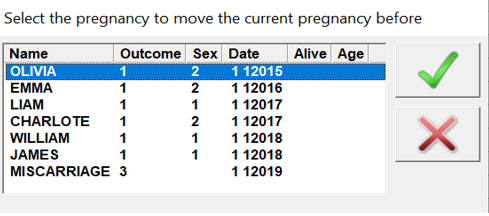 Select the pregnancy to move the current pregnancy before
Name Outcome Sex Date Alive Age
OLIVIA 1 2 1 12015
EMMA 1 2 1 12016
LIAM 1 1 1 12017
CHARLOTE 1 2 1 12017
WILLIAM 1 1 1 12018
JAMES 1 1 1 12018
MISCARRIAGE 3 1 12019